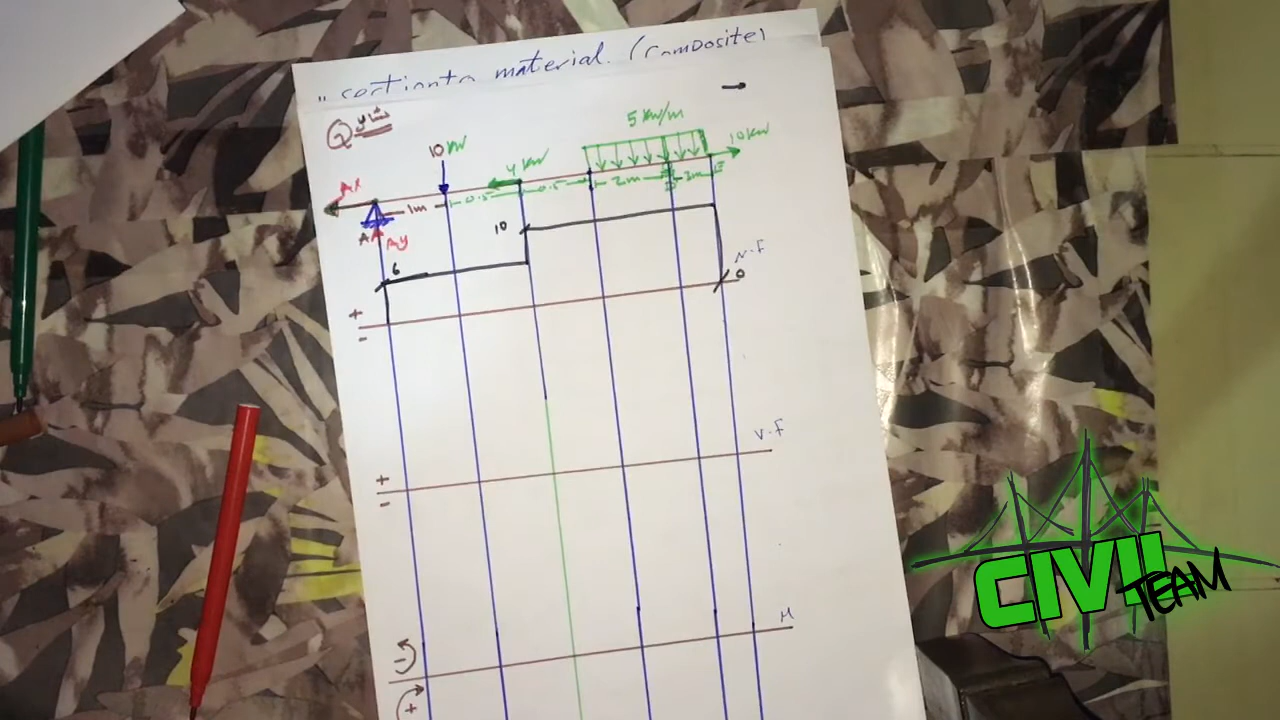 material. (composite)
Q
10 kN
4 kN
5 kN/m
10 kN
Ax
1m
0.5
0.5
2m
A
Ay
10
6
N.F
0
+
-
V.F
+
-
M
-
+
CIVIL
TEAM